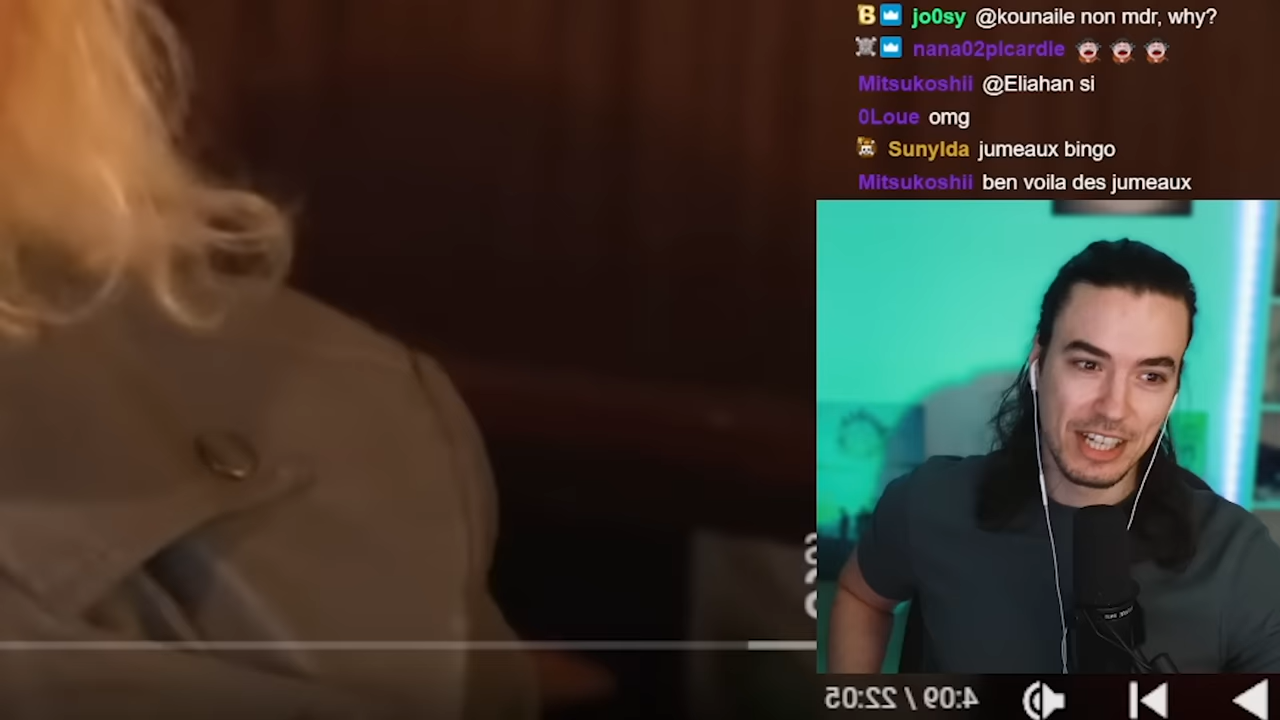 jo0sy @kounaile non mdr, why?
nana02picardie
Mitsukoshii @Eliahan si
0Loue omg
Sunylda jumeaux bingo
Mitsukoshii ben voila des jumeaux
4:09 / 22:05